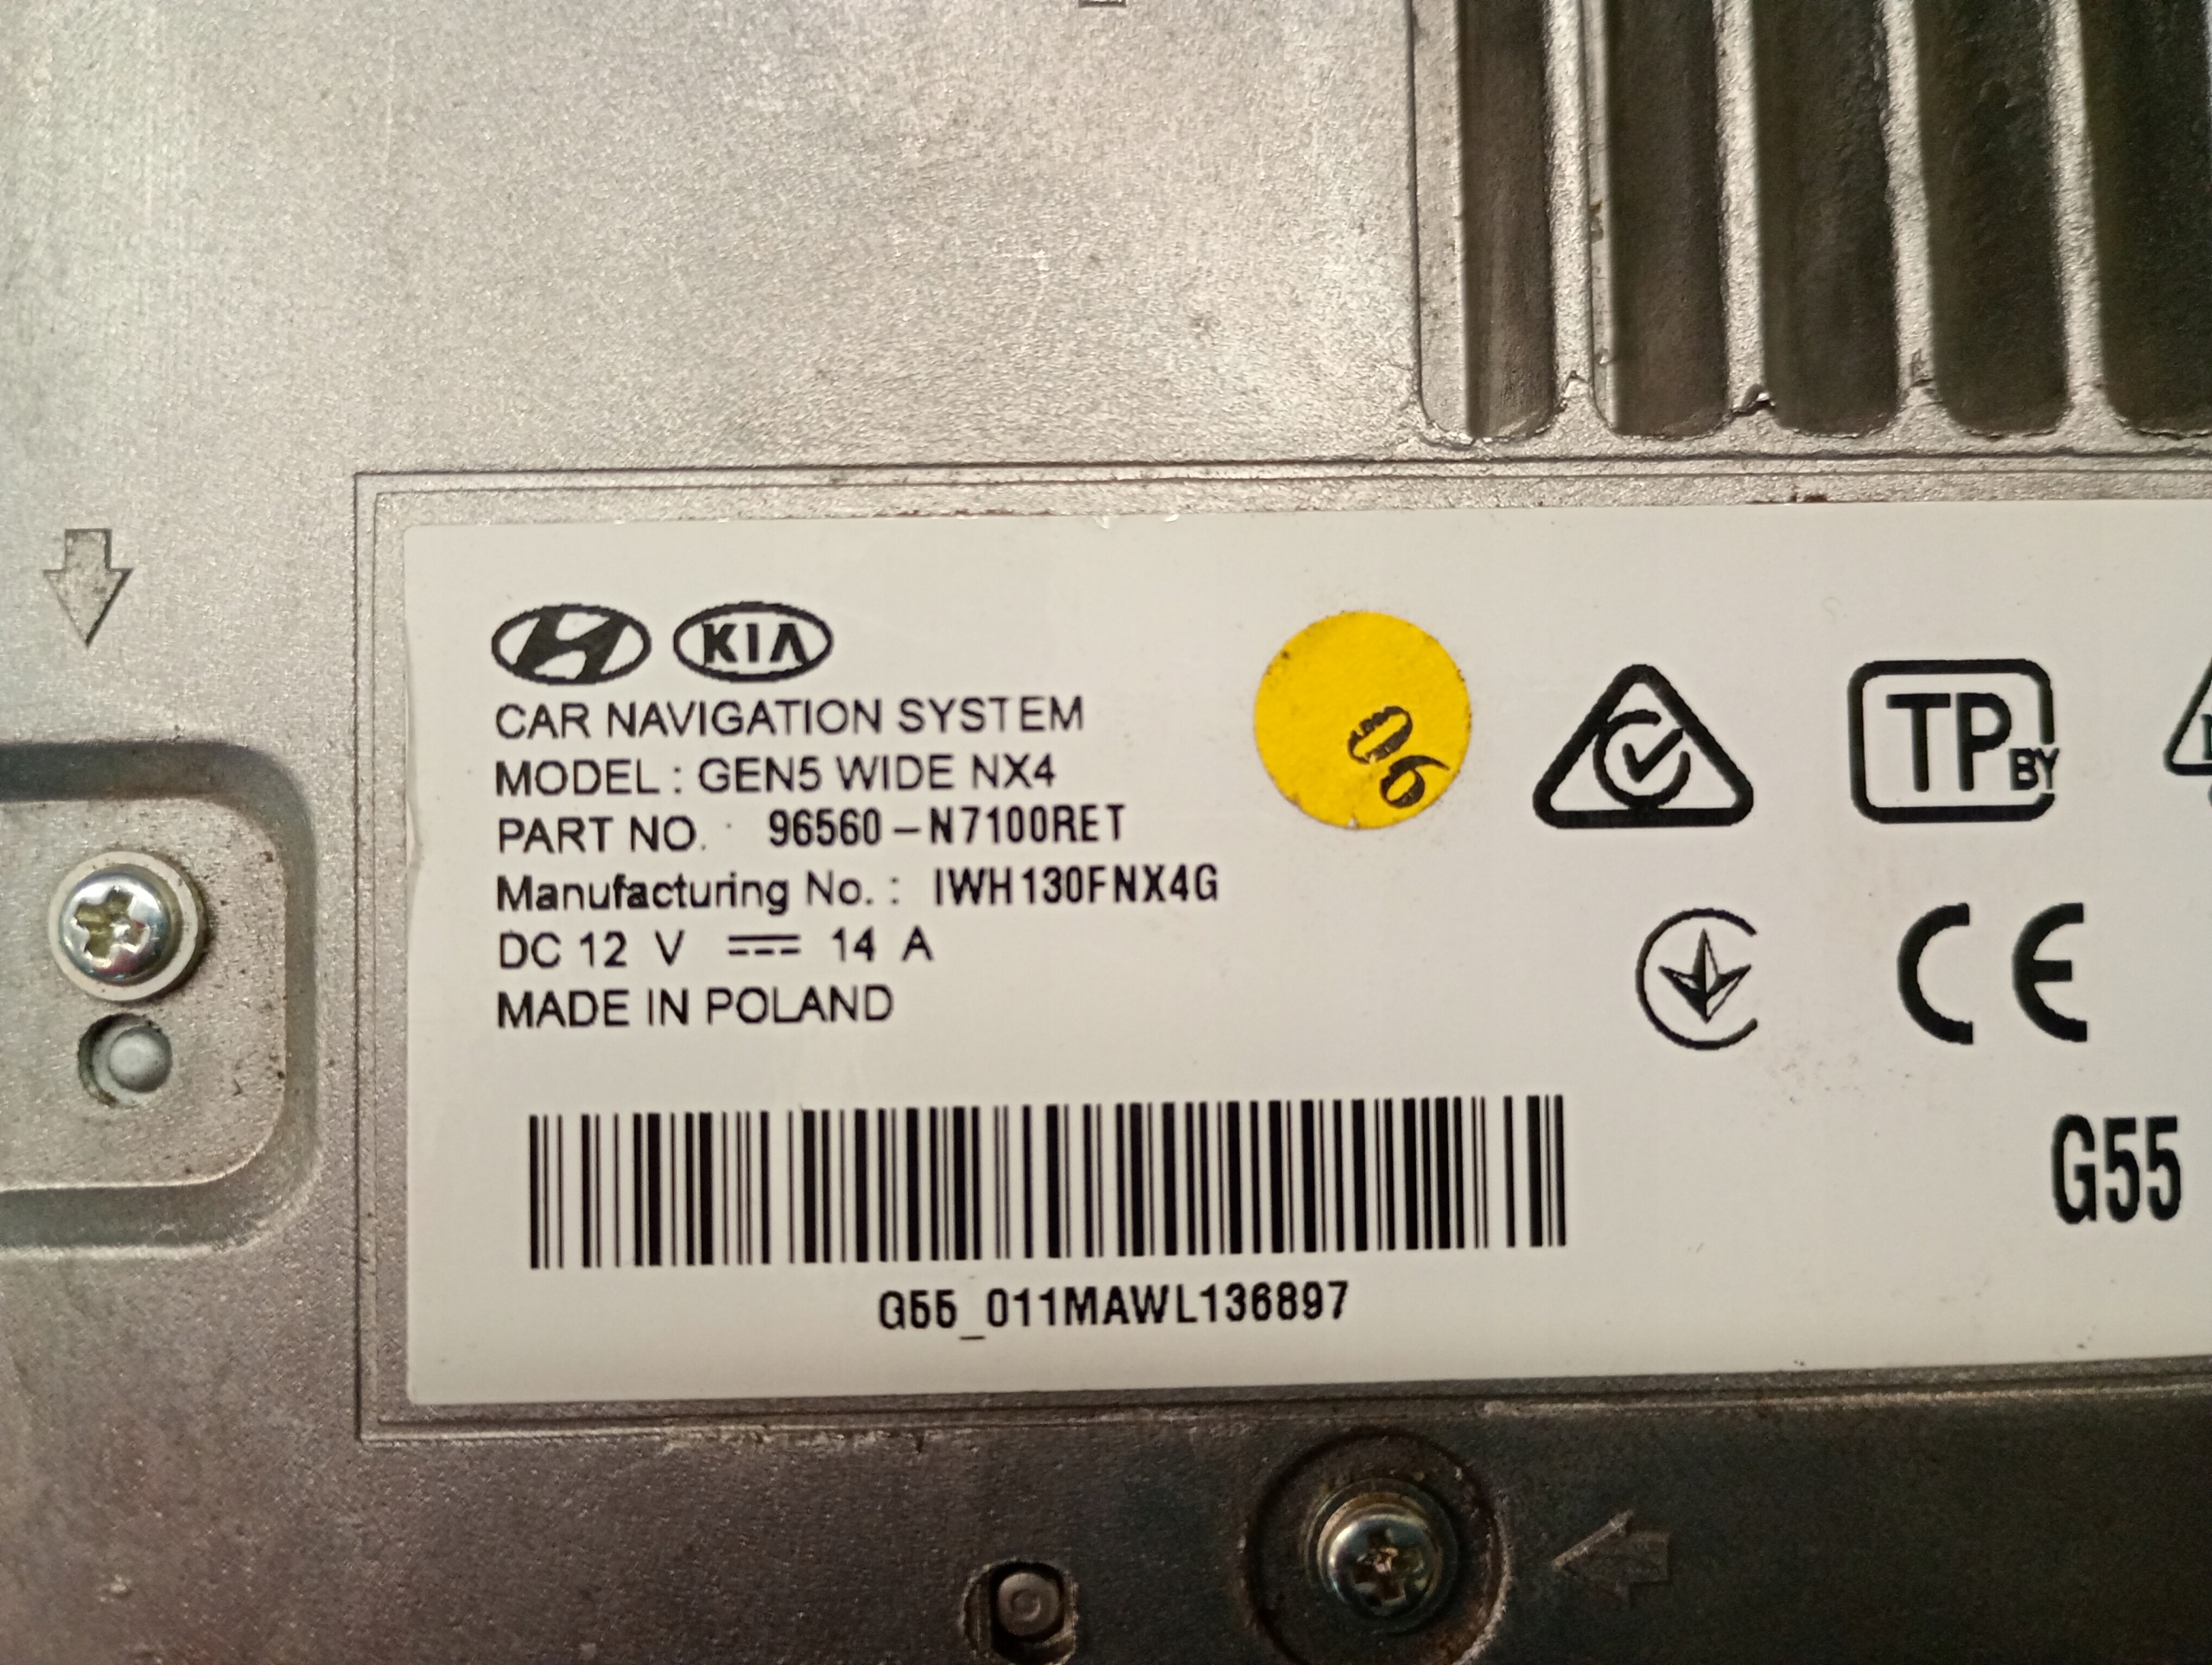 KIA
CAR NAVIGATION SYSTEM
MODEL : GEN5 WIDE NX4
PART NO. 96560-N7100RET
Manufacturing No. : IWH130FNX4G
DC 12 V ⎓ 14 A
MADE IN POLAND
G55_011MAWL136897
06
TP BY
CE
G55